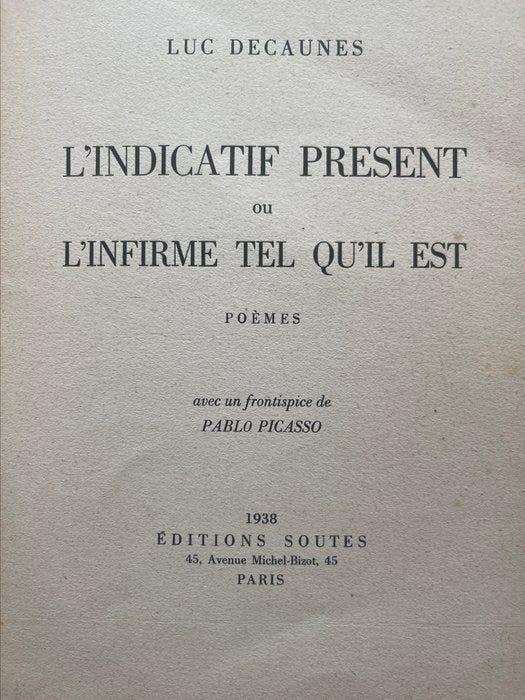 LUC DECAUNES
L'INDICATIF PRESENT
ou
L'INFIRME TEL QU'IL EST
POÈMES
avec un frontispice de
PABLO PICASSO
1938
ÉDITIONS SOUTES
45, Avenue Michel-Bizot, 45
PARIS